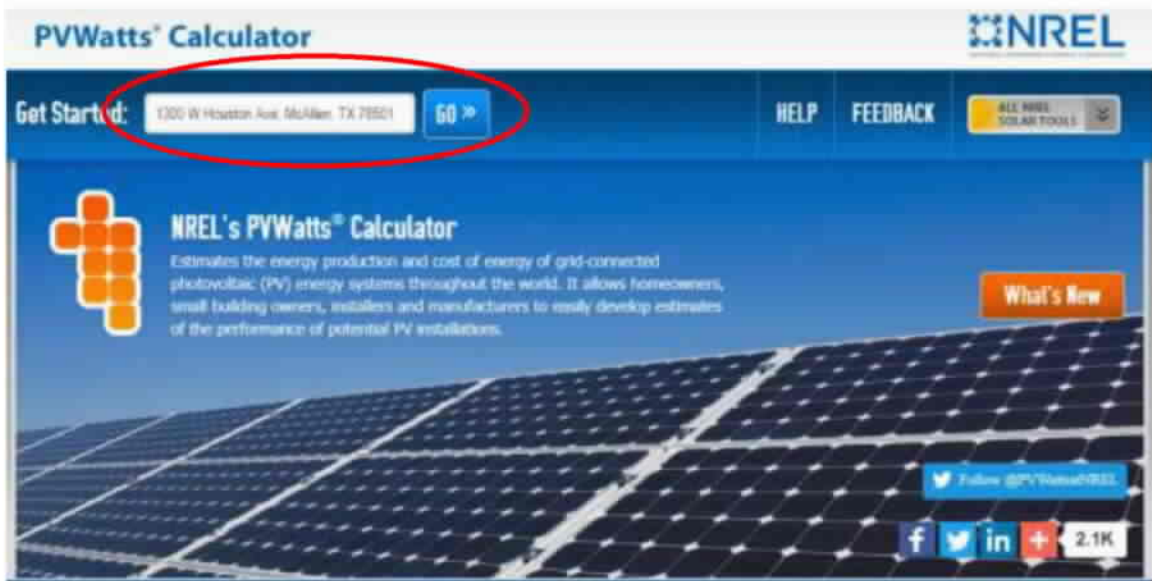 PVWatts® Calculator
NREL
Get Started:
1300 W Houston Ave, McAllen, TX 78501
GO »
HELP
FEEDBACK
ALL NREL
SOLAR TOOLS
NREL's PVWatts® Calculator
Estimates the energy production and cost of energy of grid-connected
photovoltaic (PV) energy systems throughout the world. It allows homeowners,
small building owners, installers and manufacturers to easily develop estimates
of the performance of potential PV installations.
What's New
Follow @PVWattsNREL
f
in
+
2.1K